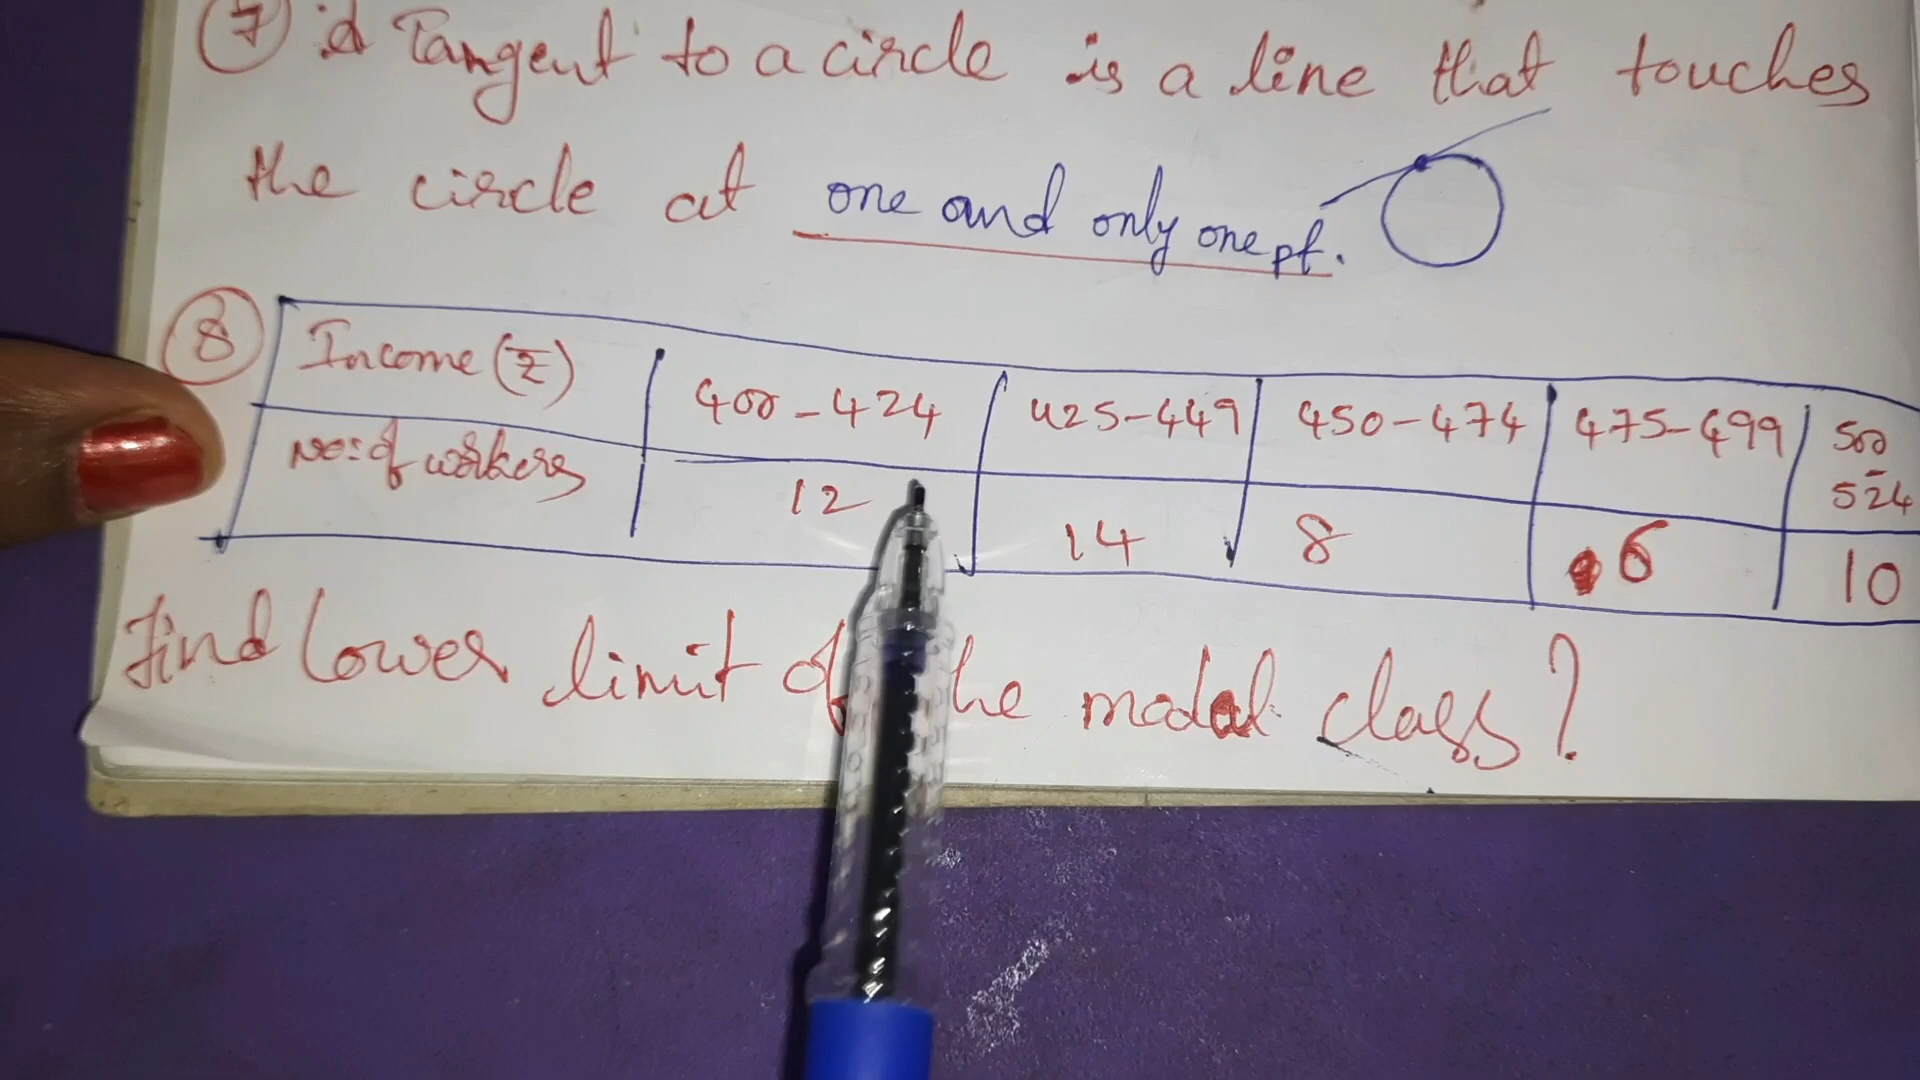 7 A Tangent to a circle is a line that touches
the circle at one and only one pt.
8 Income (₹) 400-424 425-449 450-474 475-499 500-524
No: of workers 12 14 8 6 10
Find lower limit of the modal class?